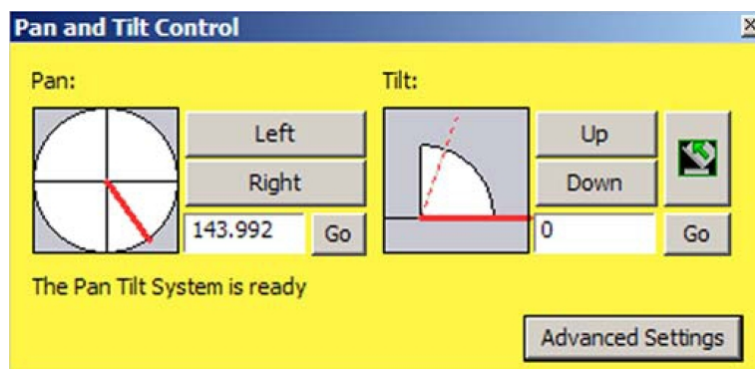 Pan and Tilt Control
Pan:
Tilt:
Left
Up
Right
Down
143.992
Go
0
Go
The Pan Tilt System is ready
Advanced Settings